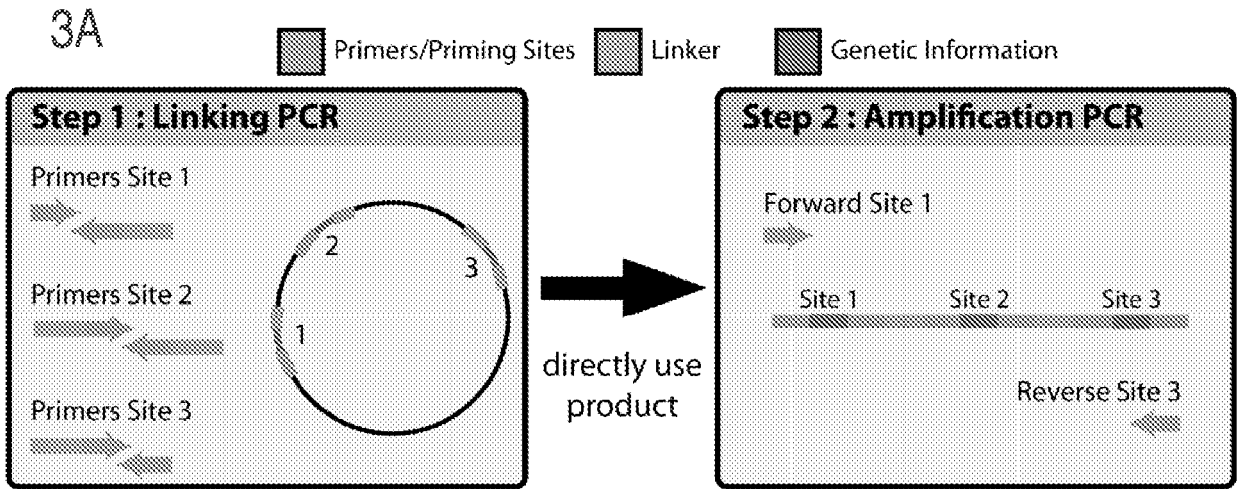 3A
Primers/Priming Sites
Linker
Genetic Information
Step 1 : Linking PCR
Primers Site 1
Primers Site 2
Primers Site 3
1
2
3
directly use
product
Step 2 : Amplification PCR
Forward Site 1
Site 1
Site 2
Site 3
Reverse Site 3